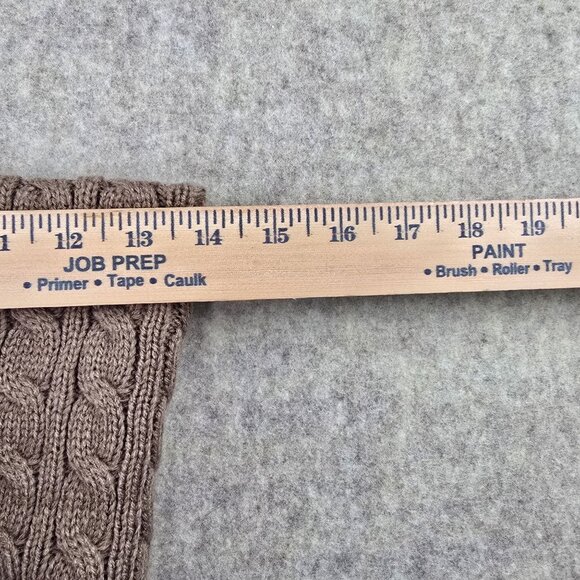 1 12 13 14 15 16 17 18 19
JOB PREP PAINT
• Primer • Tape • Caulk • Brush • Roller • Tray